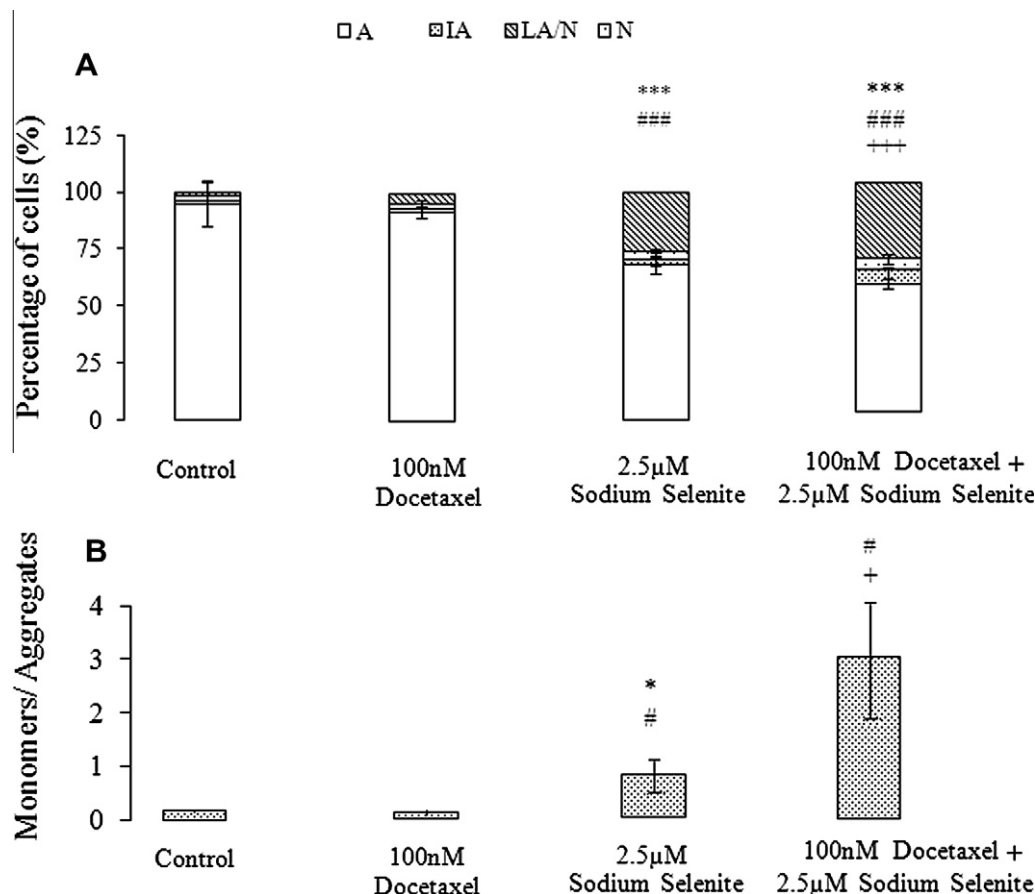 A IA LA/N N
A
***
###
***
###
+++
Percentage of cells (%)
125
100
75
50
25
0
Control
100nM
Docetaxel
2.5µM
Sodium Selenite
100nM Docetaxel +
2.5µM Sodium Selenite
B
Monomers/ Aggregates
4
3
2
1
0
*
#
#
+
Control
100nM
Docetaxel
2.5µM
Sodium Selenite
100nM Docetaxel +
2.5µM Sodium Selenite